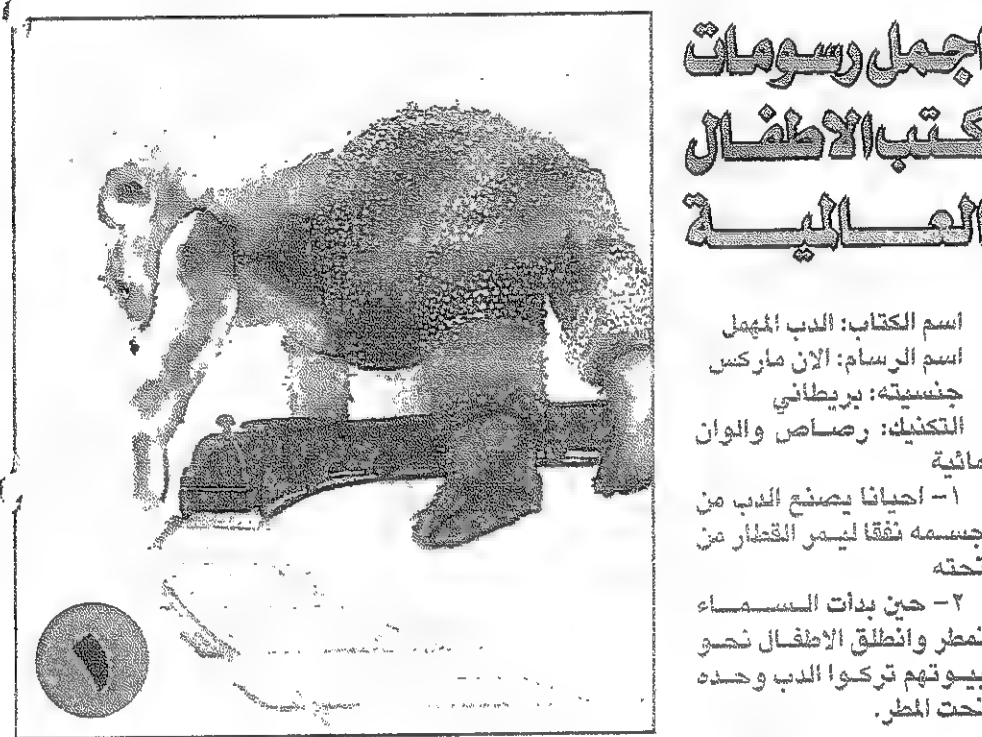 اجمل رسومات
كتب الاطفال
العالمية
اسم الكتاب: الدب المهمل
اسم الرسام: الان ماركس
جنسيته: بريطاني
التكنيك: رصاص والوان
مائية
١- احيانا يصنع الدب من
جسمه نفقا ليمر القطار من
تحته
٢- حين بدأت السماء
تمطر وانطلق الاطفال نحو
بيوتهم تركوا الدب وحده
تحت المطر.
١